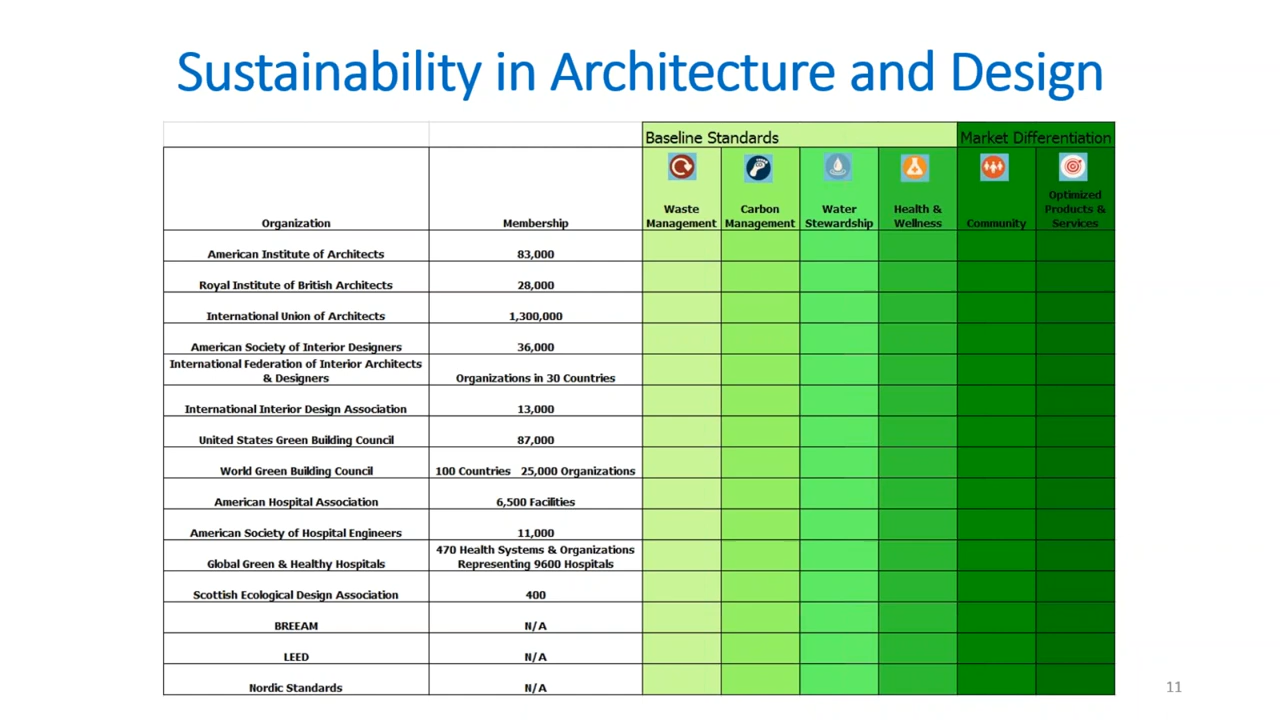 Sustainability in Architecture and Design
Baseline Standards
Market Differentiation
Organization
Membership
Waste
Management
Carbon
Management
Water
Stewardship
Health &
Wellness
Community
Optimized
Products &
Services
American Institute of Architects
83,000
Royal Institute of British Architects
28,000
International Union of Architects
1,300,000
American Society of Interior Designers
36,000
International Federation of Interior Architects
& Designers
Organizations in 30 Countries
International Interior Design Association
13,000
United States Green Building Council
87,000
World Green Building Council
100 Countries 25,000 Organizations
American Hospital Association
6,500 Facilities
American Society of Hospital Engineers
11,000
Global Green & Healthy Hospitals
470 Health Systems & Organizations
Representing 9600 Hospitals
Scottish Ecological Design Association
400
BREEAM
N/A
LEED
N/A
Nordic Standards
N/A
11